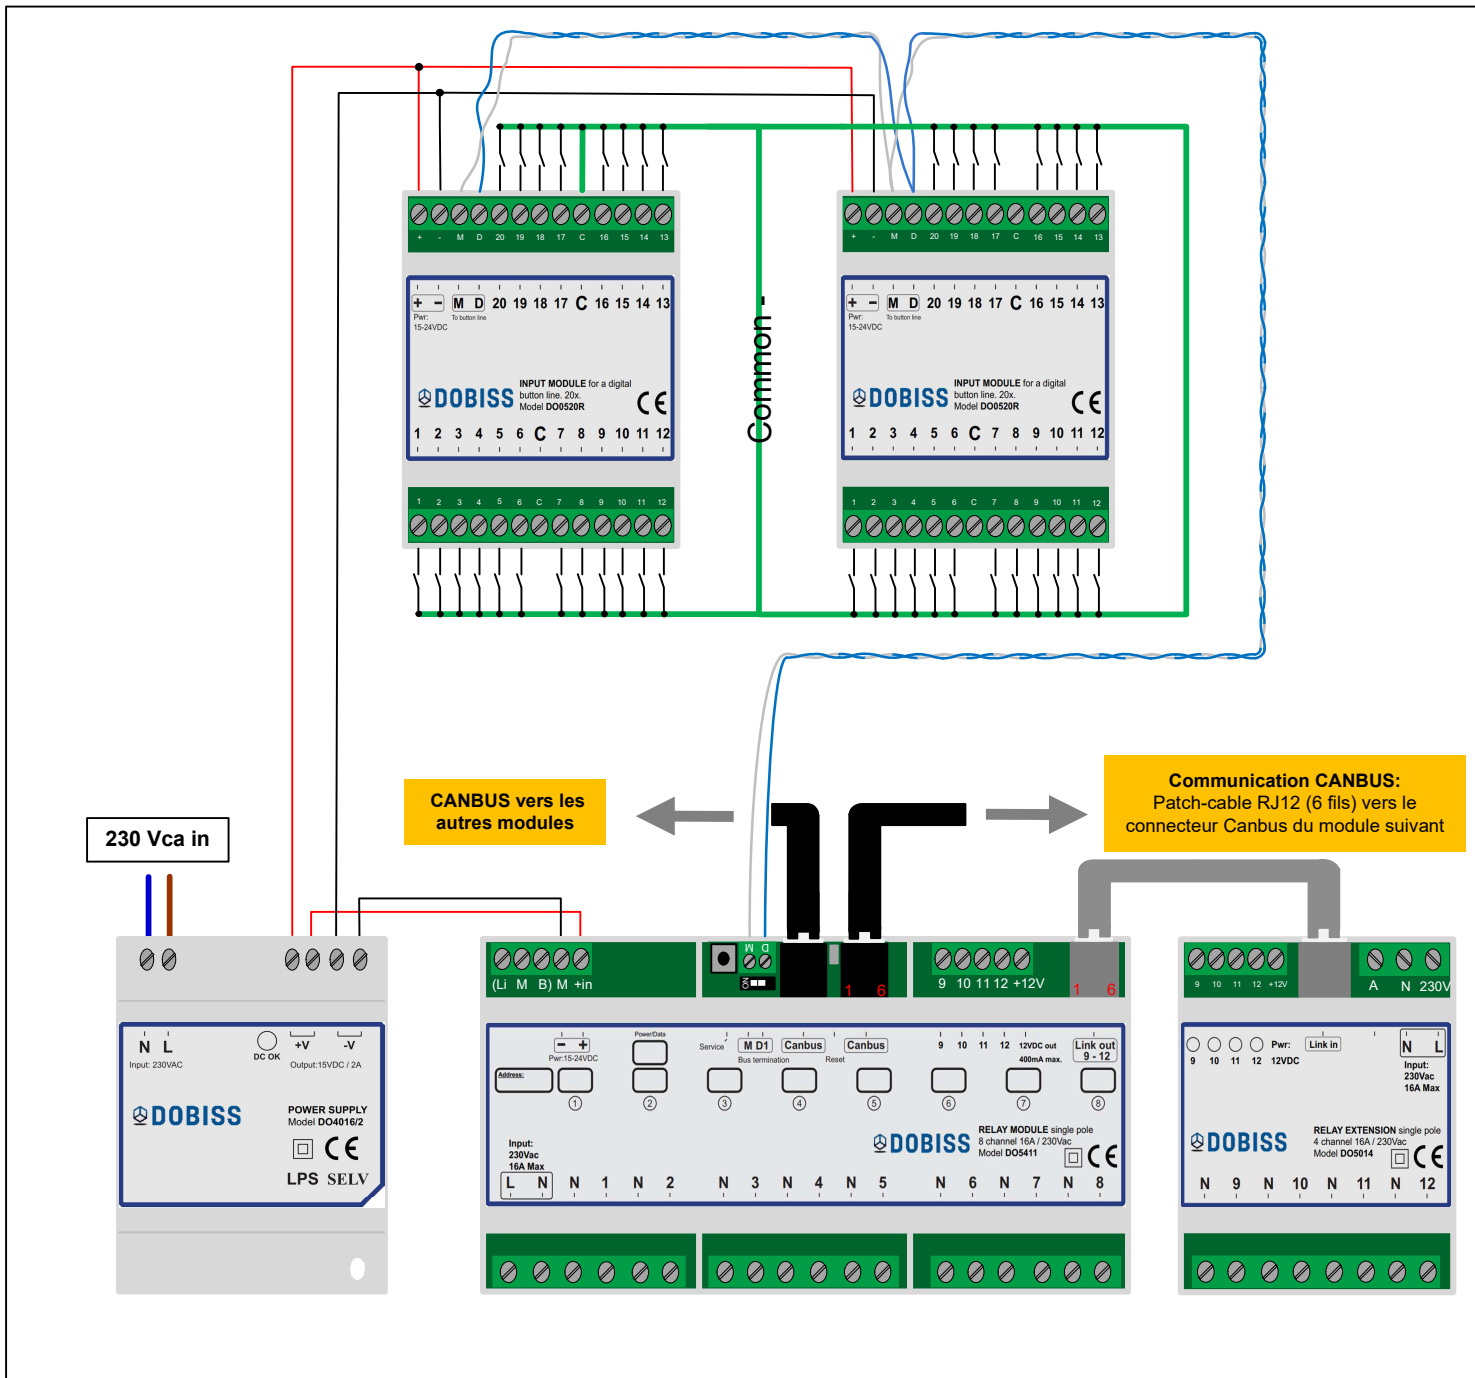 + - M D 20 19 18 17 C 16 15 14 13
+ - M D 20 19 18 17 C 16 15 14 13
Pwr:
15-24VDC
To button line
DOBISS
INPUT MODULE for a digital
button line. 20x.
Model DO0520R
CE
1 2 3 4 5 6 C 7 8 9 10 11 12
1 2 3 4 5 6 C 7 8 9 10 11 12
Common -
+ - M D 20 19 18 17 C 16 15 14 13
+ - M D 20 19 18 17 C 16 15 14 13
Pwr:
15-24VDC
To button line
DOBISS
INPUT MODULE for a digital
button line. 20x.
Model DO0520R
CE
1 2 3 4 5 6 C 7 8 9 10 11 12
1 2 3 4 5 6 C 7 8 9 10 11 12
CANBUS vers les
autres modules
Communication CANBUS:
Patch-cable RJ12 (6 fils) vers le
connecteur Canbus du module suivant
230 Vca in
N L
Input: 230VAC
DC OK
+V -V
Output:15VDC / 2A
DOBISS
POWER SUPPLY
Model DO4016/2
CE
LPS SELV
(Li M B) M +in
M D
ON
1 6
9 10 11 12 +12V
1 6
- +
Pwr:15-24VDC
Power/Data
Service
M D1
Canbus
Canbus
Bus termination
Reset
9 10 11 12 12VDC out
400mA max.
Link out
9 - 12
Address:
1 2 3 4 5 6 7 8
Input:
230Vac
16A Max
DOBISS
RELAY MODULE single pole
8 channel 16A / 230Vac
Model DO5411
CE
L N N 1 N 2 N 3 N 4 N 5 N 6 N 7 N 8
9 10 11 12 +12V
A N 230V
9 10 11 12
Pwr:
12VDC
Link in
N L
Input:
230Vac
16A Max
DOBISS
RELAY EXTENSION single pole
4 channel 16A / 230Vac
Model DO5014
CE
N 9 N 10 N 11 N 12